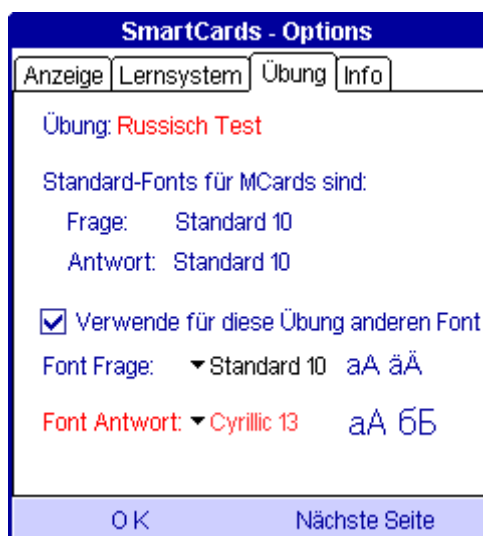 SmartCards - Options
Anzeige Lernsystem Übung Info
Übung: Russisch Test
Standard-Fonts für MCards sind:
Frage: Standard 10
Antwort: Standard 10
Verwende für diese Übung anderen Font
Font Frage: Standard 10 aA äÄ
Font Antwort: Cyrillic 13 аА бБ
OK Nächste Seite